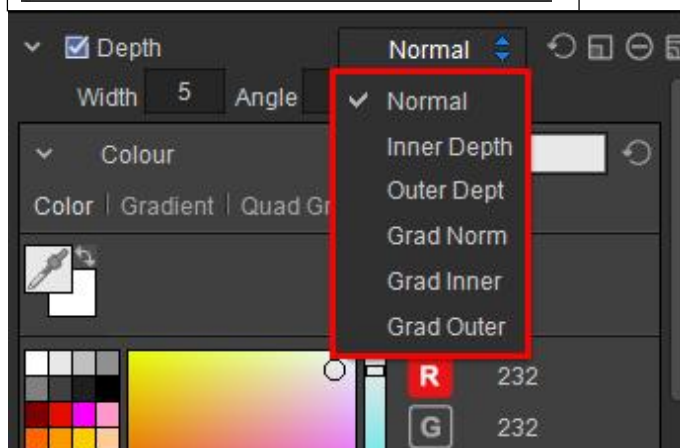 Depth Normal
Width 5 Angle Normal
Colour Inner Depth
Outer Dept
Color Gradient Quad Gr
Grad Norm
Grad Inner
Grad Outer
R 232
G 232